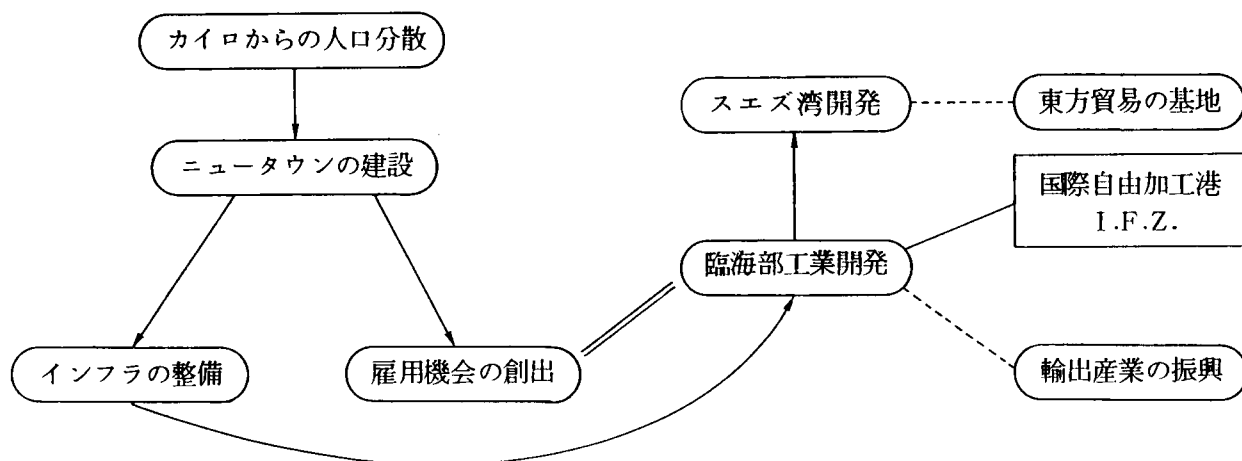 カイロからの人口分散
スエズ湾開発
東方貿易の基地
ニュータウンの建設
国際自由加工港
I.F.Z.
臨海部工業開発
インフラの整備
雇用機会の創出
輸出産業の振興